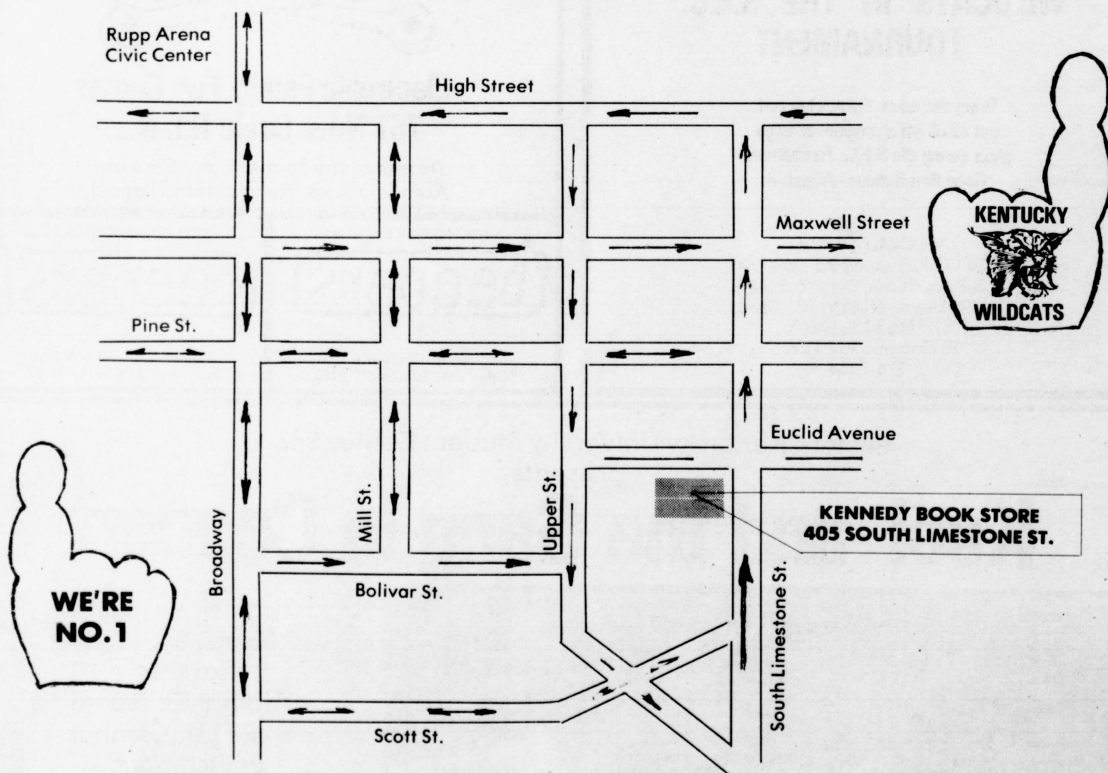 Rupp Arena
Civic Center
High Street
Maxwell Street
KENTUCKY
WILDCATS
Pine St.
Euclid Avenue
KENNEDY BOOK STORE
405 SOUTH LIMESTONE ST.
Broadway
Mill St.
Upper St.
South Limestone St.
Bolivar St.
WE'RE
NO.1
Scott St.